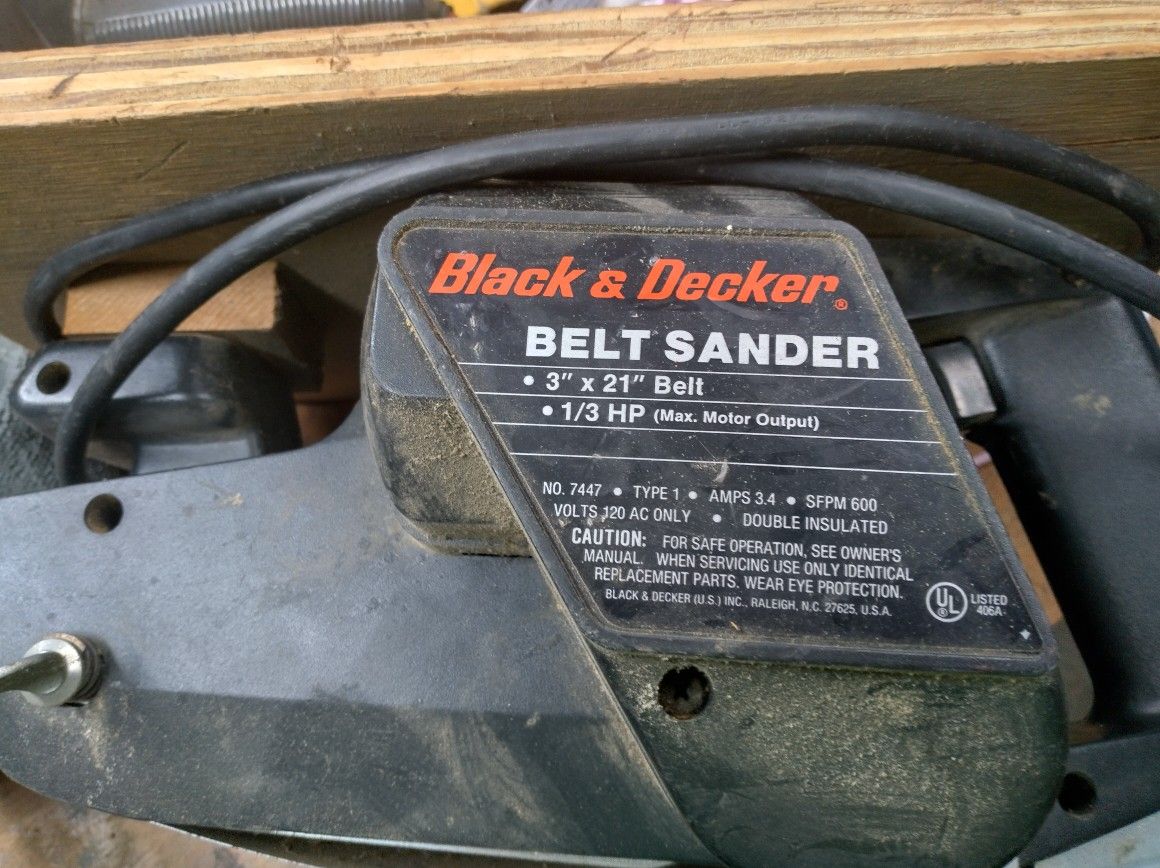 Black & Decker®
BELT SANDER
• 3" x 21" Belt
• 1/3 HP (Max. Motor Output)
NO. 7447 • TYPE 1 • AMPS 3.4 • SFPM 600
VOLTS 120 AC ONLY • DOUBLE INSULATED
CAUTION: FOR SAFE OPERATION, SEE OWNER'S
MANUAL. WHEN SERVICING USE ONLY IDENTICAL
REPLACEMENT PARTS. WEAR EYE PROTECTION.
BLACK & DECKER (U.S.) INC., RALEIGH, N.C. 27625, U.S.A.
UL® LISTED
406A